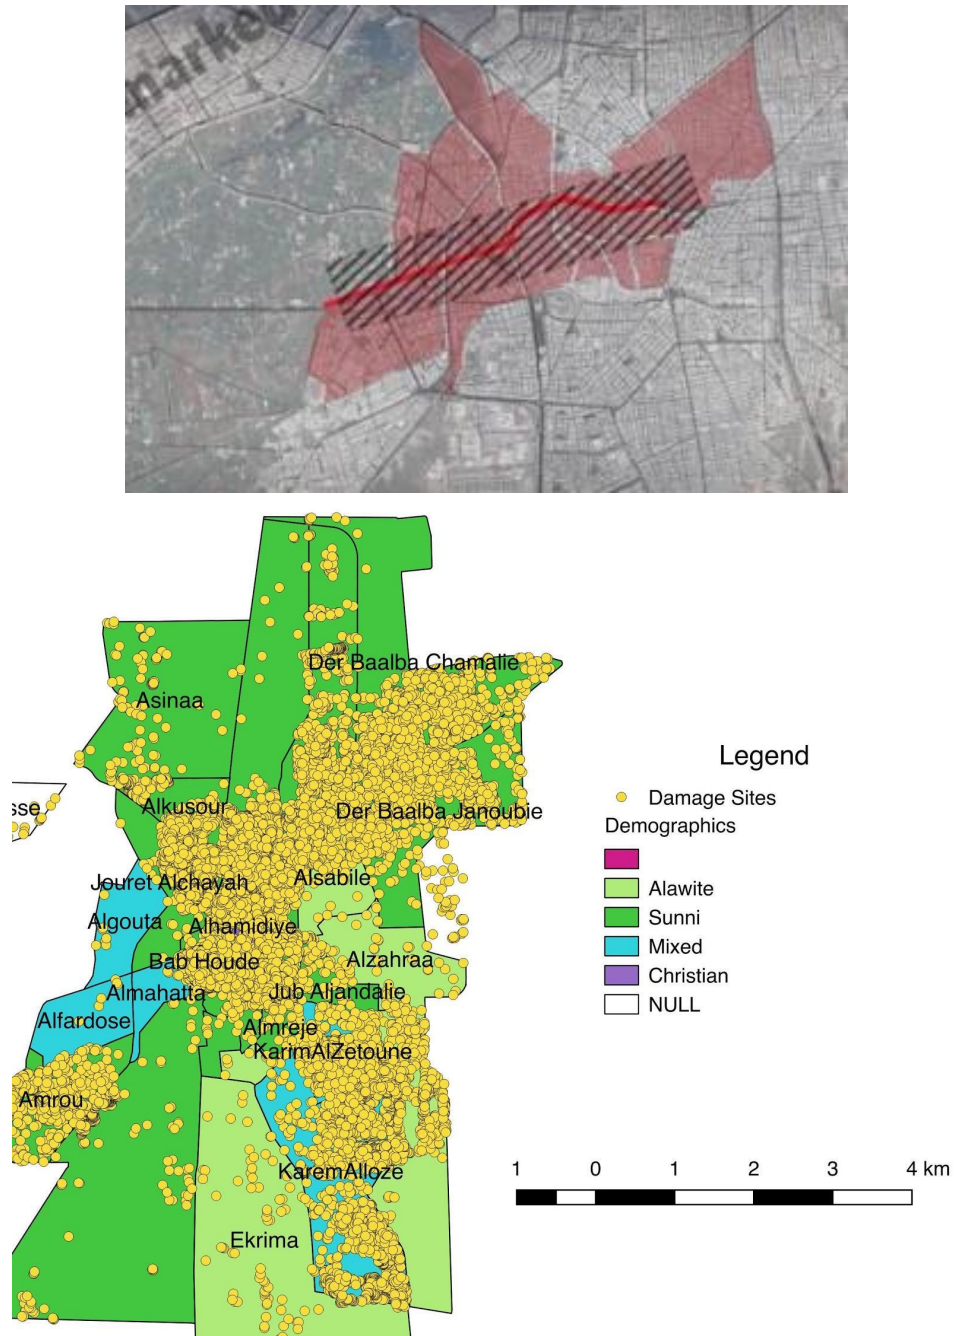 marke
Der Baalba Chamalie
Asinaa
Alkusour
sse
Der Baalba Janoubie
Jouret Alchayah
Alsabile
Algouta
Alhamidiye
Bab Houde
Alzahraa
Almahatta
Jub Aljandalie
Alfardose
Almreje
KarimAlZetoune
Amrou
KaremAlloze
Ekrima
Legend
Damage Sites
Demographics
Alawite
Sunni
Mixed
Christian
NULL
1 0 1 2 3 4 km